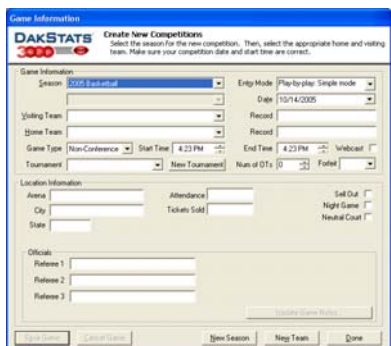 Game Information
DAKSTATS 3000
Create New Competitions
Select the season for the new competition. Then, select the appropriate home and visiting
team. Make sure your competition date and start time are correct.
Game Information
Season 2005 Basketball Entry Mode Play-by-play: Simple mode
Date 10/14/2005
Visiting Team Record
Home Team Record
Game Type Non-Conference Start Time 4:23 PM End Time 4:23 PM Webcast
Tournament New Tournament Num of OTs 0 Forfeit
Location Information
Arena Attendance Sell Out
City Tickets Sold Night Game
State Neutral Court
Officials
Referee 1
Referee 2
Referee 3
Update Game Notes
Save Game Cancel Game New Season New Team Done